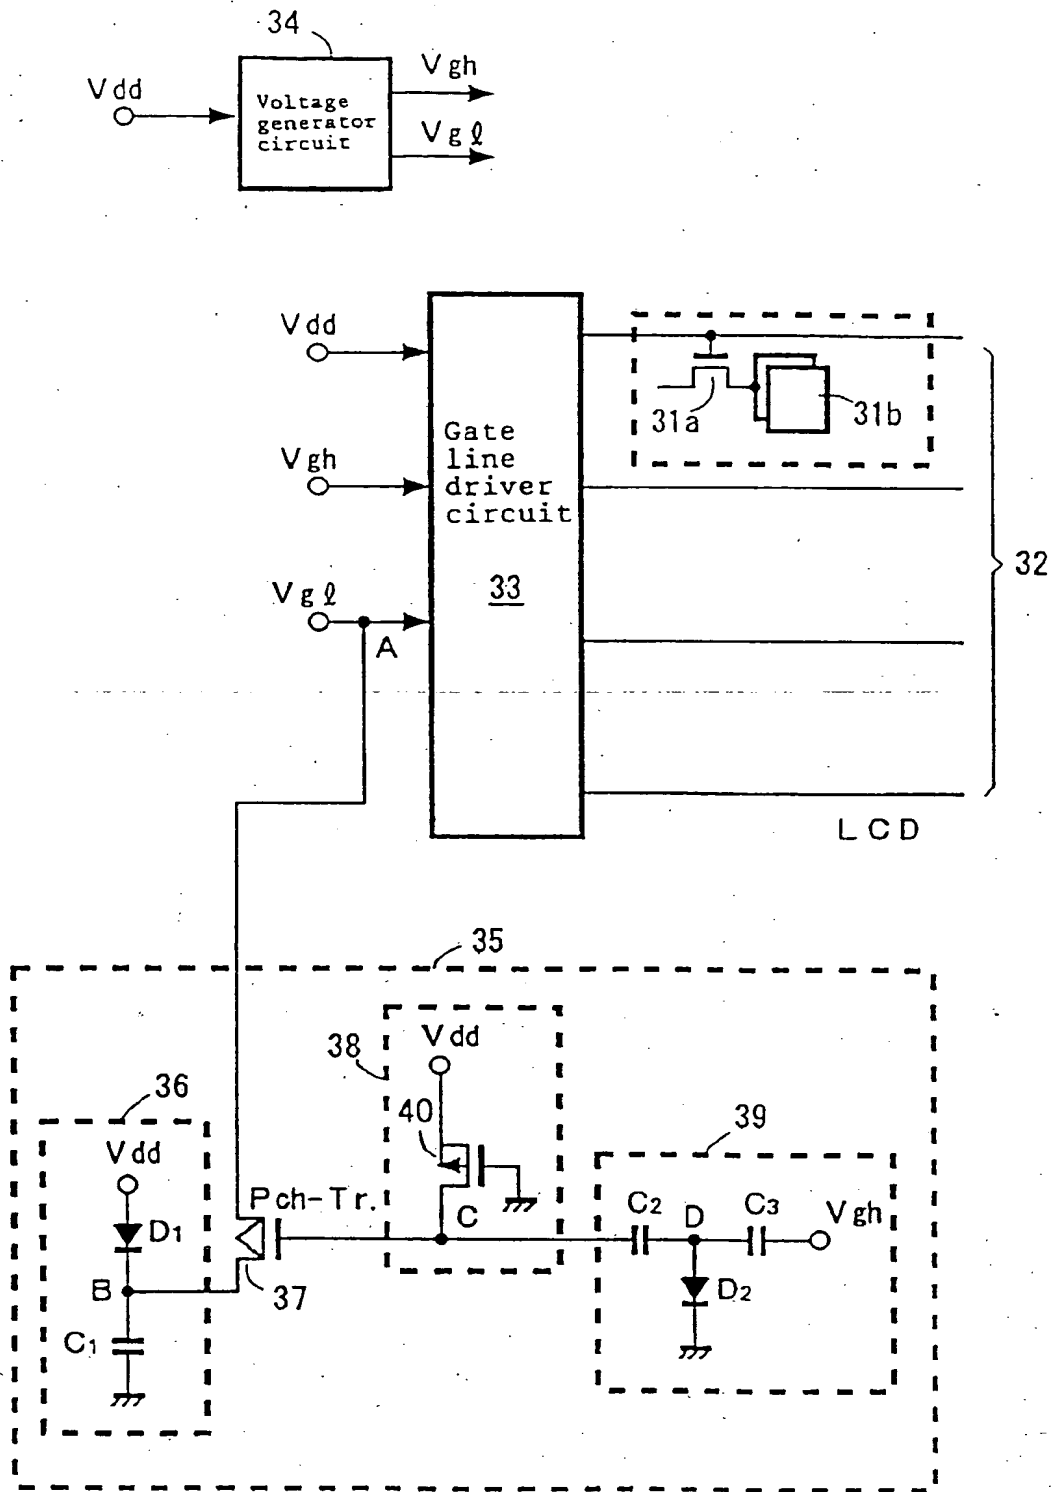 34
Vdd
Voltage
generator
circuit
Vgh
Vgℓ
Vdd
Vgh
Vgℓ
A
Gate
line
driver
circuit
33
31a
31b
32
LCD
35
38
Vdd
40
C
36
Vdd
D1
B
C1
Pch-Tr.
37
39
C2
D
C3
Vgh
D2